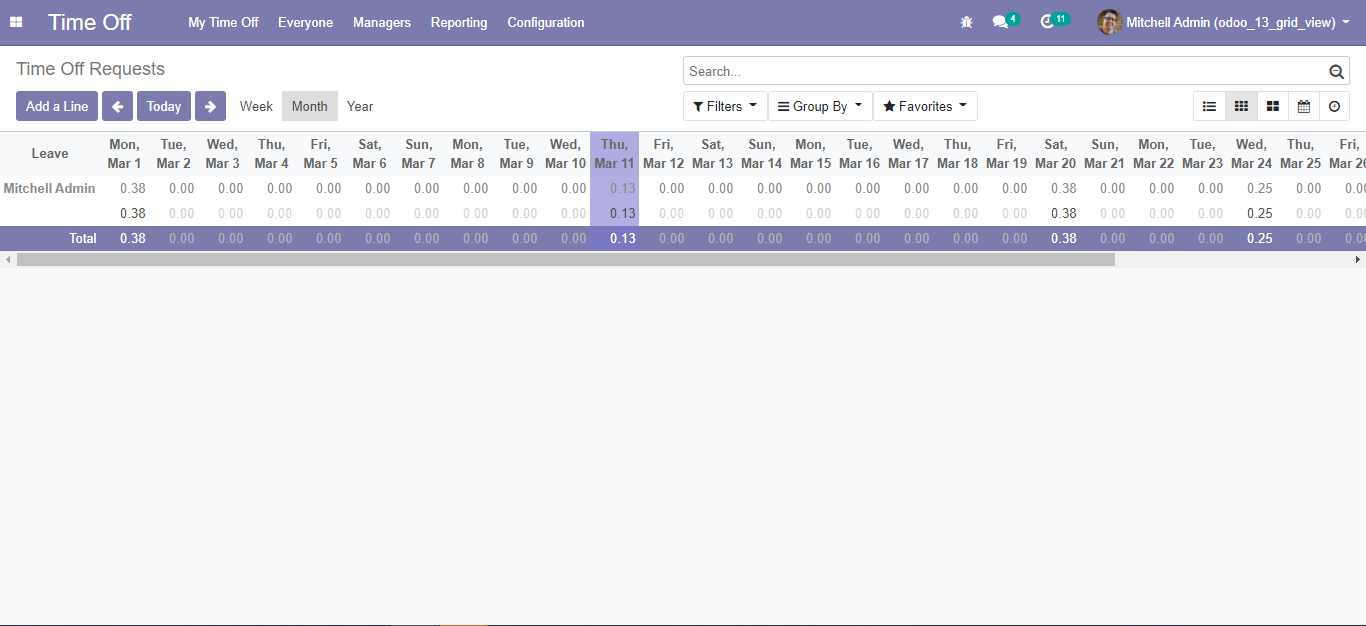 Time Off My Time Off Everyone Managers Reporting Configuration 4 11 Mitchell Admin (odoo_13_grid_view)
Time Off Requests
Search...
Add a Line Today Week Month Year Filters Group By Favorites
Leave Mon, Tue, Wed, Thu, Fri, Sat, Sun, Mon, Tue, Wed, Thu, Fri, Sat, Sun, Mon, Tue, Wed, Thu, Fri, Sat, Sun, Mon, Tue, Wed, Thu, Fri,
Mar 1 Mar 2 Mar 3 Mar 4 Mar 5 Mar 6 Mar 7 Mar 8 Mar 9 Mar 10 Mar 11 Mar 12 Mar 13 Mar 14 Mar 15 Mar 16 Mar 17 Mar 18 Mar 19 Mar 20 Mar 21 Mar 22 Mar 23 Mar 24 Mar 25 Mar 26
Mitchell Admin 0.38 0.00 0.00 0.00 0.00 0.00 0.00 0.00 0.00 0.00 0.13 0.00 0.00 0.00 0.00 0.00 0.00 0.00 0.00 0.38 0.00 0.00 0.00 0.25 0.00 0.00
0.38 0.00 0.00 0.00 0.00 0.00 0.00 0.00 0.00 0.00 0.13 0.00 0.00 0.00 0.00 0.00 0.00 0.00 0.00 0.38 0.00 0.00 0.00 0.25 0.00 0.00
Total 0.38 0.00 0.00 0.00 0.00 0.00 0.00 0.00 0.00 0.00 0.13 0.00 0.00 0.00 0.00 0.00 0.00 0.00 0.00 0.38 0.00 0.00 0.00 0.25 0.00 0.00